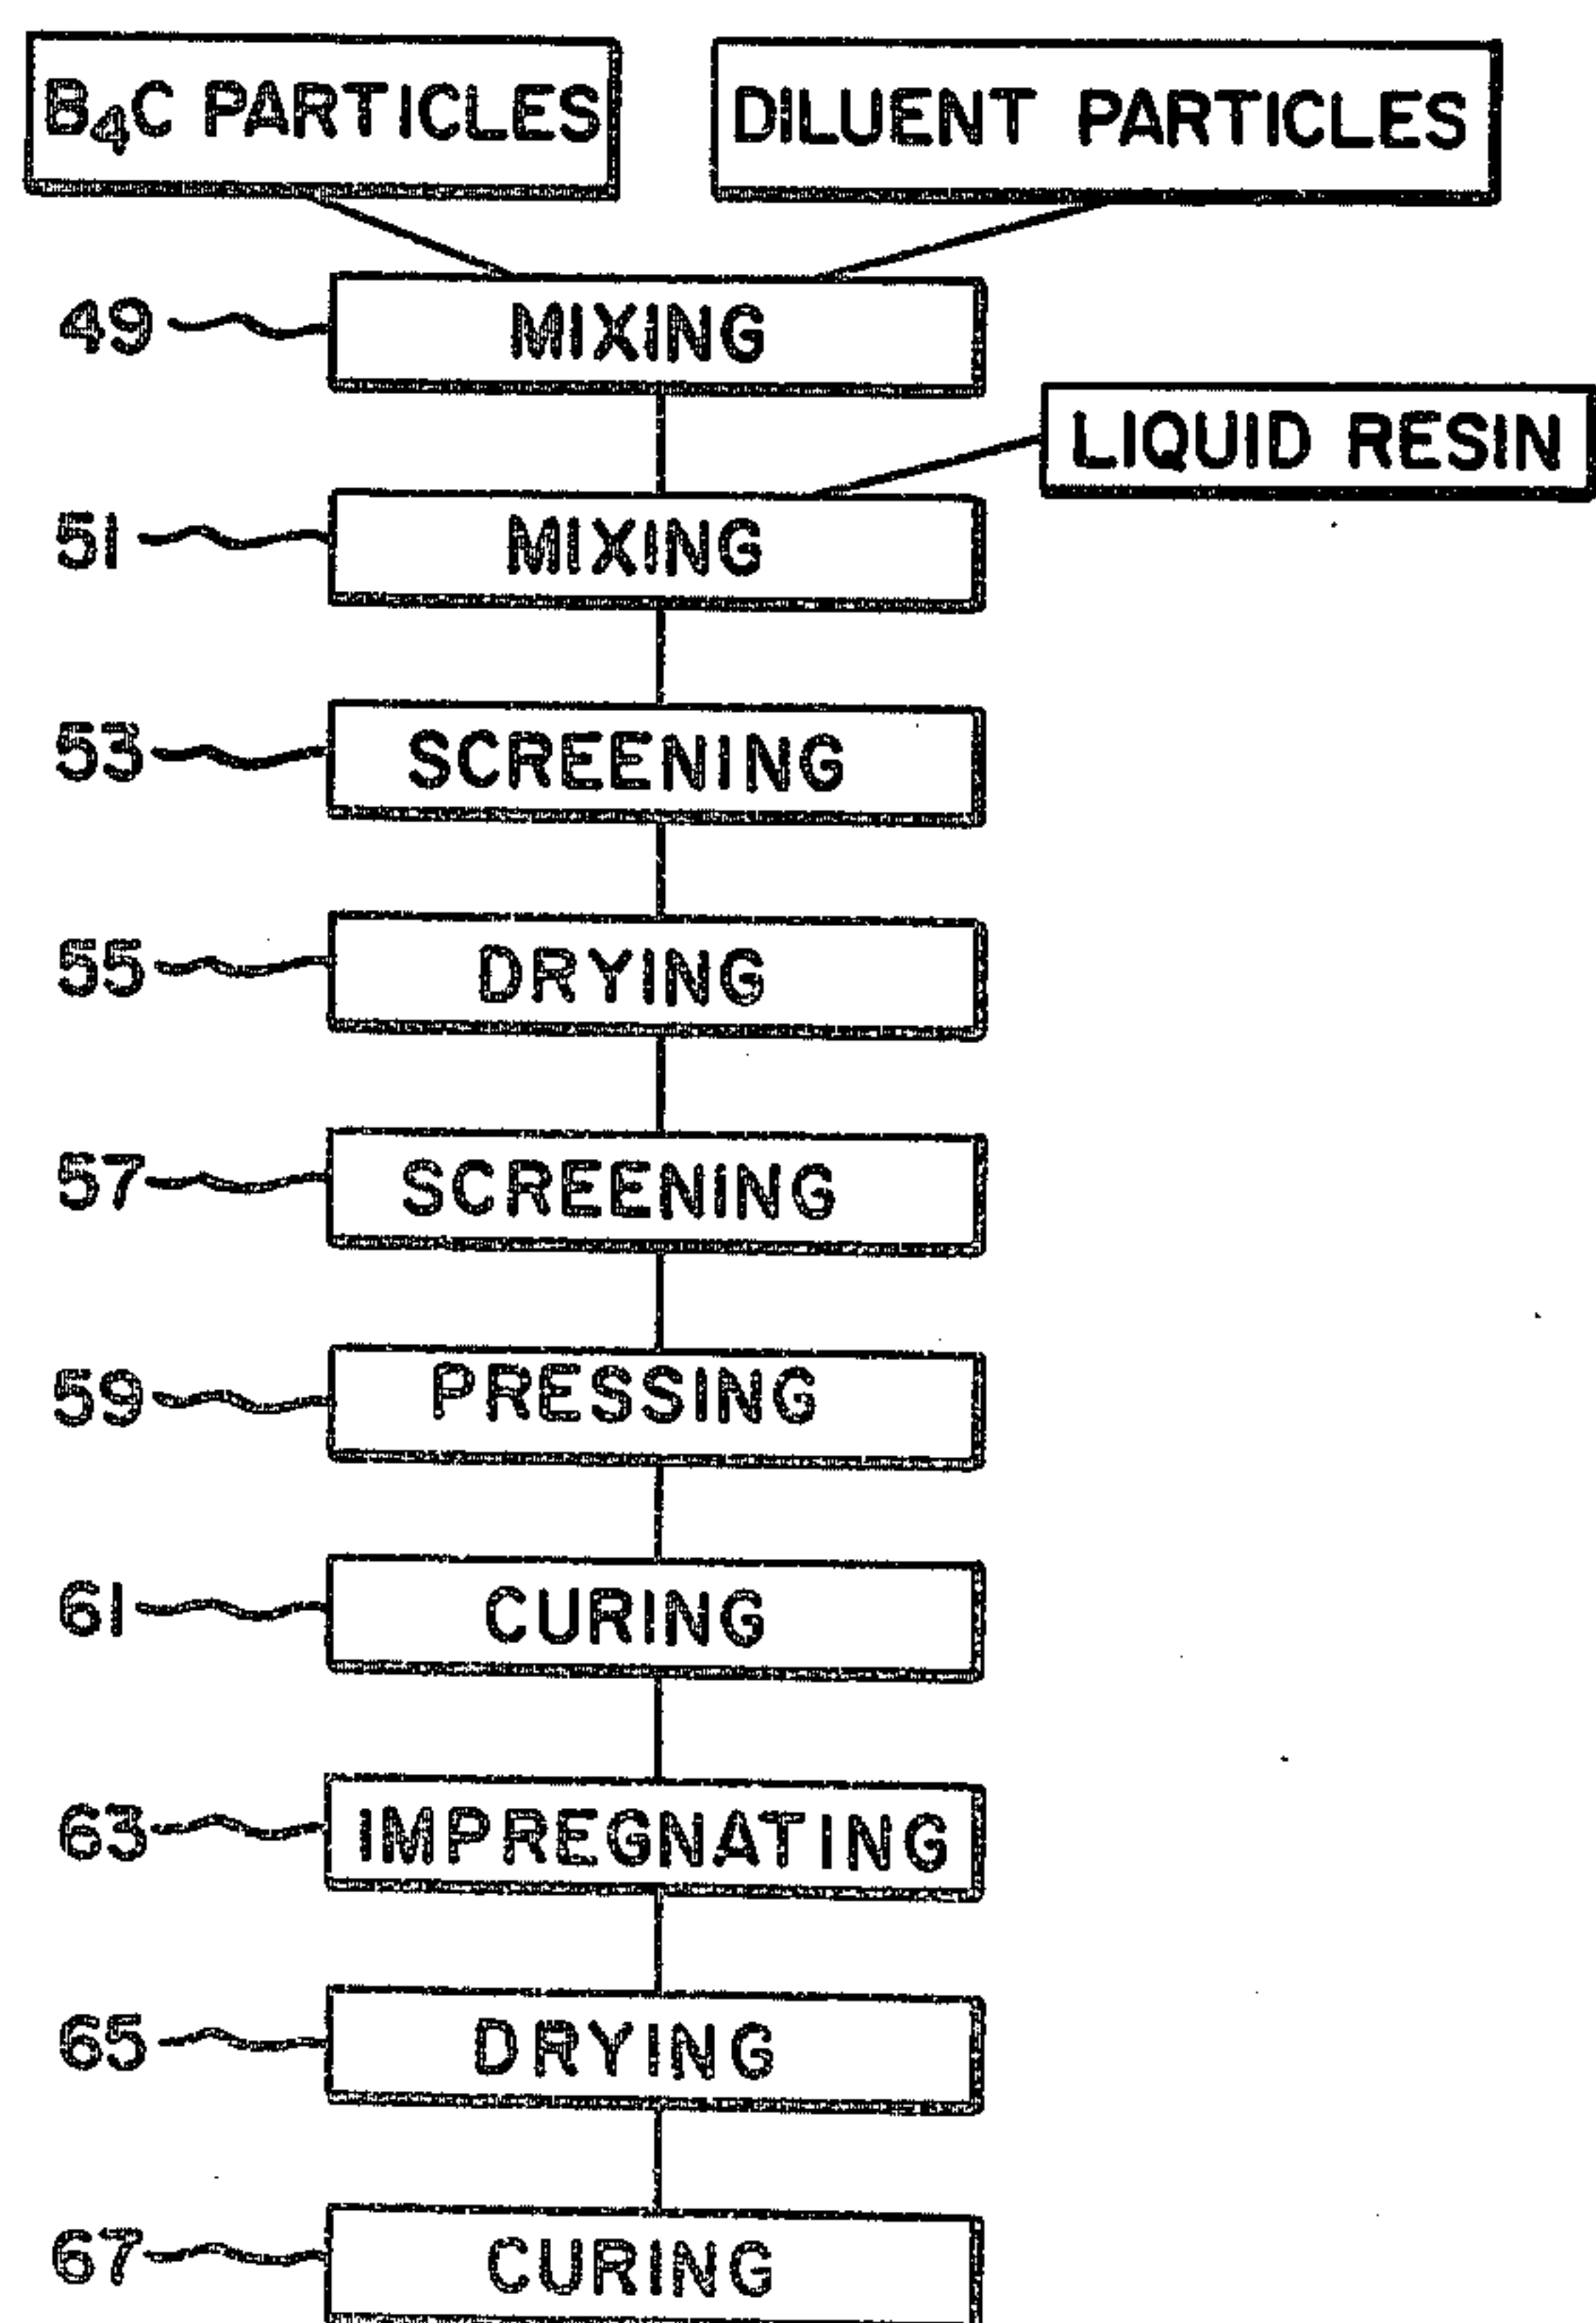 B₄C PARTICLES
DILUENT PARTICLES
49 MIXING
LIQUID RESIN
51 MIXING
53 SCREENING
55 DRYING
57 SCREENING
59 PRESSING
61 CURING
63 IMPREGNATING
65 DRYING
67 CURING